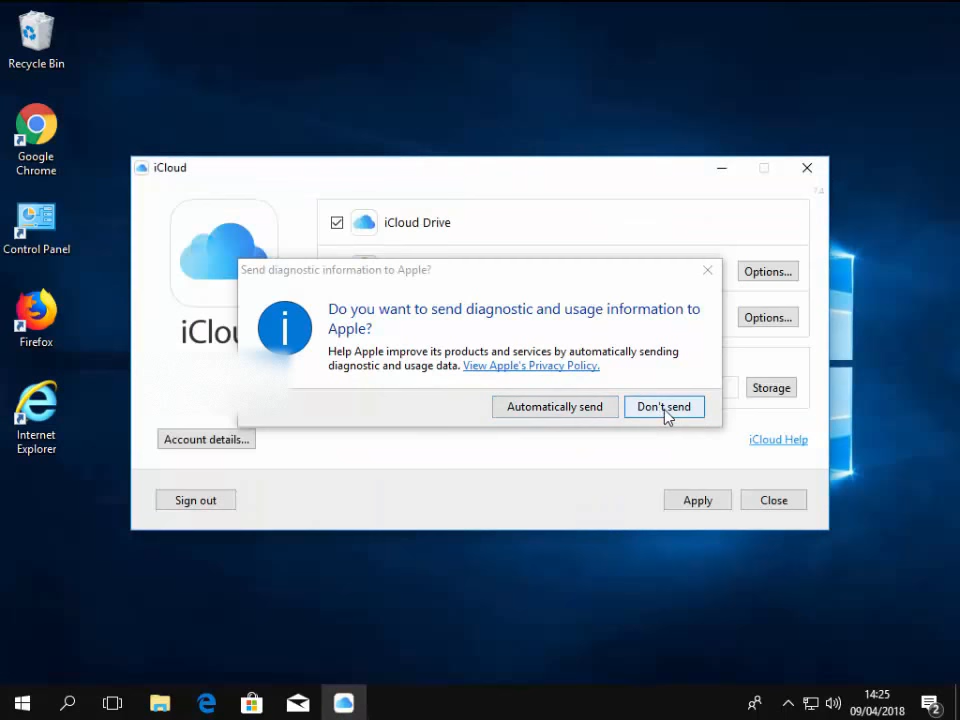 Recycle Bin
Google
Chrome
Control Panel
Firefox
Internet
Explorer
iCloud
7.4
iCloud Drive
Options...
Options...
Send diagnostic information to Apple?
Do you want to send diagnostic and usage information to
Apple?
Help Apple improve its products and services by automatically sending
diagnostic and usage data. View Apple's Privacy Policy.
Automatically send
Don't send
Storage
Account details...
iCloud Help
Sign out
Apply
Close
14:25
09/04/2018
2